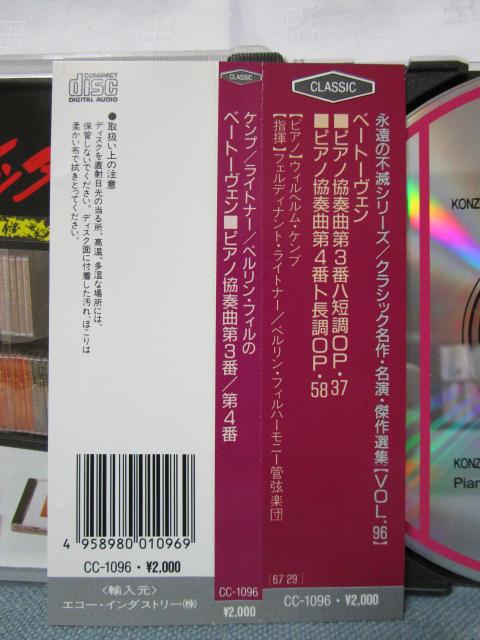 CLASSIC
永遠の不滅シリーズ/クラシック名作・名演・傑作選集【VOL.96】
ベートーヴェン
■ピアノ協奏曲第3番ハ短調OP.37
■ピアノ協奏曲第4番ト長調OP.58
【ピアノ】ウィルヘルム・ケンプ
【指揮】フェルディナント・ライトナー/ベルリン・フィルハーモニー管弦楽団
[67 29]
CC-1096・¥2,000
CLASSIC
ケンプ/ライトナー/ベルリン・フィルの
ベートーヴェン■ピアノ協奏曲第3番/第4番
CC-1096
¥2,000
COMPACT
disc
DIGITAL AUDIO
●取扱い上の注意
ディスクを直射日光の当る所、高温、多湿な場所には、
保管しないでください。ディスク面に付着した汚れ、ほこりは
柔かい布で拭きとってください。
4 958980 010969
CC-1096・¥2,000
〈輸入元〉
エコー・インダストリー㈱
KONZ
KONZ
Pian